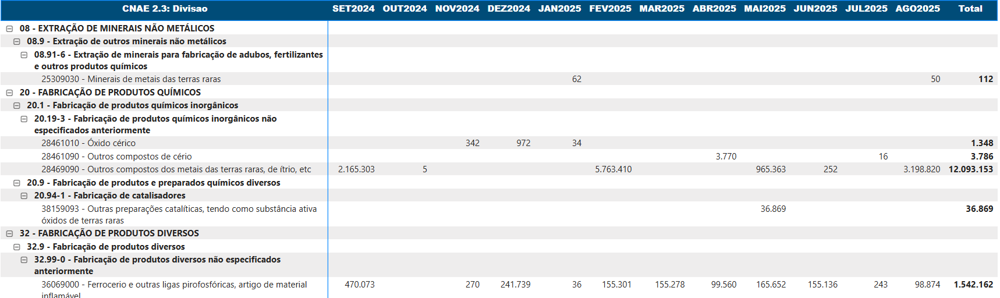 CNAE 2.3: Divisao SET2024 OUT2024 NOV2024 DEZ2024 JAN2025 FEV2025 MAR2025 ABR2025 MAI2025 JUN2025 JUL2025 AGO2025 Total
08 - EXTRAÇÃO DE MINERAIS NÃO METÁLICOS
08.9 - Extração de outros minerais não metálicos
08.91-6 - Extração de minerais para fabricação de adubos, fertilizantes
e outros produtos químicos
25309030 - Minerais de metais das terras raras 62 50 112
20 - FABRICAÇÃO DE PRODUTOS QUÍMICOS
20.1 - Fabricação de produtos químicos inorgânicos
20.19-3 - Fabricação de produtos químicos inorgânicos não
especificados anteriormente
28461010 - Óxido cérico 342 972 34 1.348
28461090 - Outros compostos de cério 3.770 16 3.786
28469090 - Outros compostos dos metais das terras raras, de ítrio, etc 2.165.303 5 5.763.410 965.363 252 3.198.820 12.093.153
20.9 - Fabricação de produtos e preparados químicos diversos
20.94-1 - Fabricação de catalisadores
38159093 - Outras preparações catalíticas, tendo como substância ativa 36.869 36.869
óxidos de terras raras
32 - FABRICAÇÃO DE PRODUTOS DIVERSOS
32.9 - Fabricação de produtos diversos
32.99-0 - Fabricação de produtos diversos não especificados
anteriormente
36069000 - Ferrocerio e outras ligas pirofosfóricas, artigo de material 470.073 270 241.739 36 155.301 155.278 99.560 165.652 155.136 243 98.874 1.542.162
inflamável